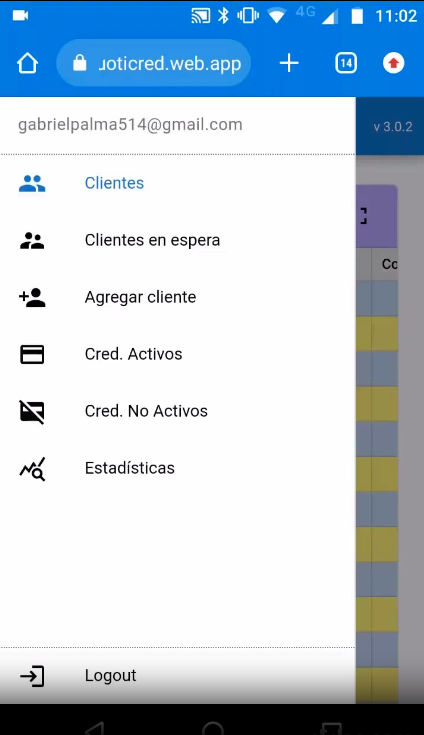 4G 11:02
uoticred.web.app 14
gabrielpalma514@gmail.com
v 3.0.2
Clientes
Clientes en espera
Co
Agregar cliente
Cred. Activos
Cred. No Activos
Estadísticas
Logout